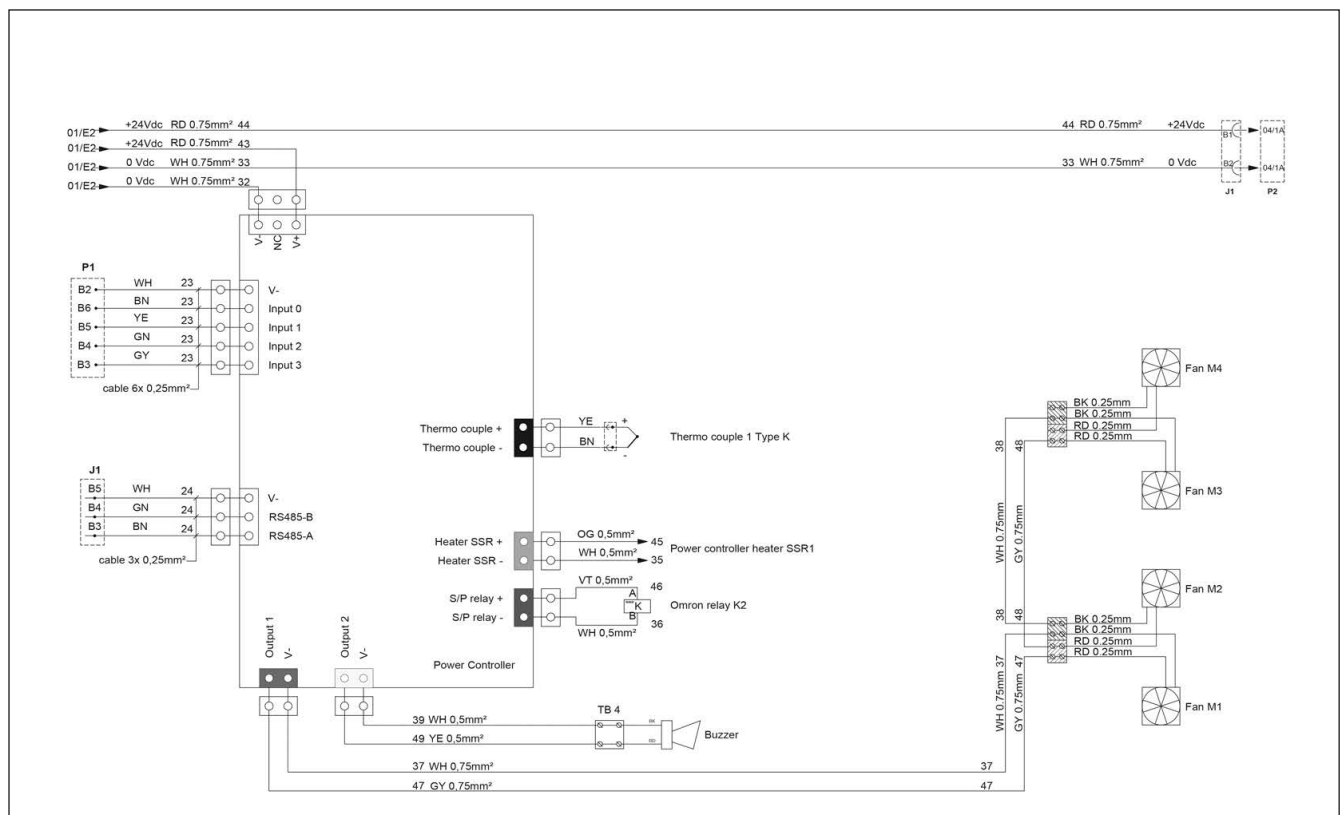 01/E2 +24Vdc RD 0.75mm² 44
44 RD 0.75mm² +24Vdc B1 04/1A
01/E2 +24Vdc RD 0.75mm² 43
01/E2 0 Vdc WH 0.75mm² 33
33 WH 0.75mm² 0 Vdc B2 04/1A
01/E2 0 Vdc WH 0.75mm² 32
J1 P2
V- NC V+
P1
B2 WH 23 V-
B6 BN 23 Input 0
B5 YE 23 Input 1
B4 GN 23 Input 2
B3 GY 23 Input 3
cable 6x 0,25mm²
Thermo couple + YE +
Thermo couple - BN -
Thermo couple 1 Type K
J1
B5 WH 24 V-
B4 GN 24 RS485-B
B3 BN 24 RS485-A
cable 3x 0,25mm²
Heater SSR + OG 0,5mm² 45
Heater SSR - WH 0,5mm² 35
Power controller heater SSR1
VT 0,5mm² 46
S/P relay + A
K Omron relay K2
S/P relay - B
WH 0,5mm² 36
Output 1
V-
Output 2
V-
Power Controller
39 WH 0,5mm²
49 YE 0,5mm²
TB 4
BK
RD
Buzzer
37 WH 0,75mm² 37
47 GY 0,75mm² 47
Fan M4
BK 0.25mm
BK 0.25mm
RD 0.25mm
RD 0.25mm
38
48
Fan M3
WH 0.75mm
GY 0.75mm
38
48
Fan M2
BK 0.25mm
BK 0.25mm
RD 0.25mm
RD 0.25mm
WH 0.75mm 37
GY 0.75mm 47
Fan M1